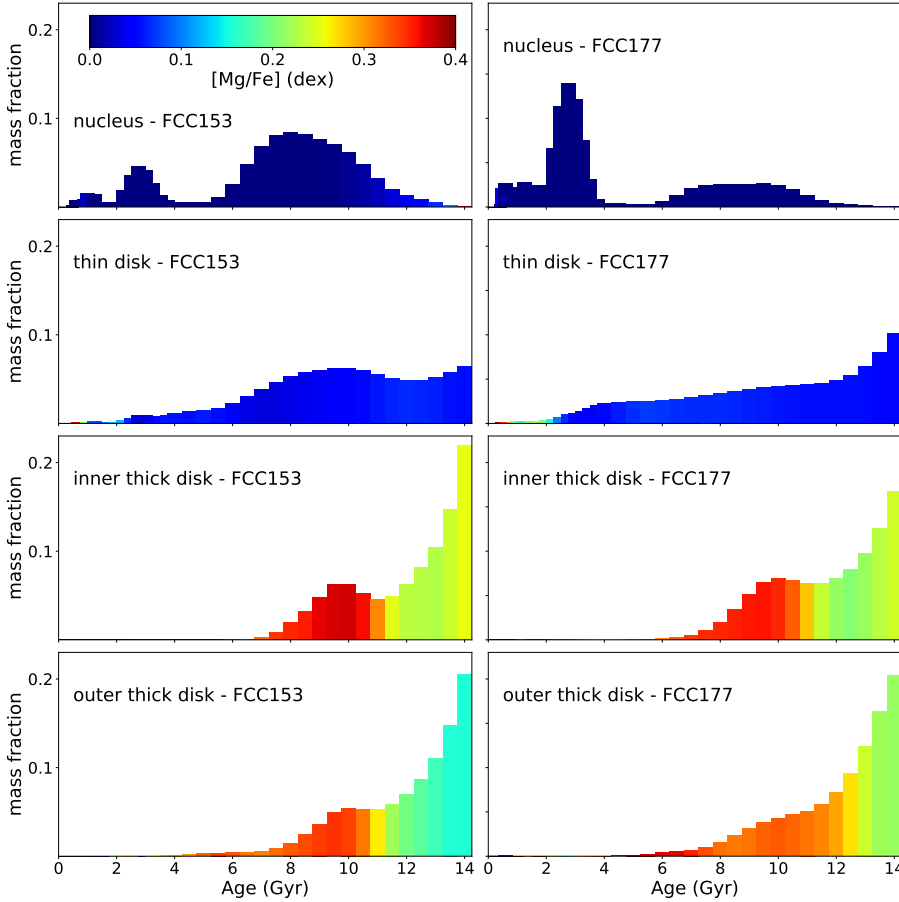 0.2
0.1
mass fraction
0.0 0.1 0.2 0.3 0.4
[Mg/Fe] (dex)
nucleus - FCC153
nucleus - FCC177
0.2
0.1
mass fraction
thin disk - FCC153
thin disk - FCC177
0.2
0.1
mass fraction
inner thick disk - FCC153
inner thick disk - FCC177
0.2
0.1
mass fraction
outer thick disk - FCC153
outer thick disk - FCC177
0 2 4 6 8 10 12 14
Age (Gyr)
0 2 4 6 8 10 12 14
Age (Gyr)